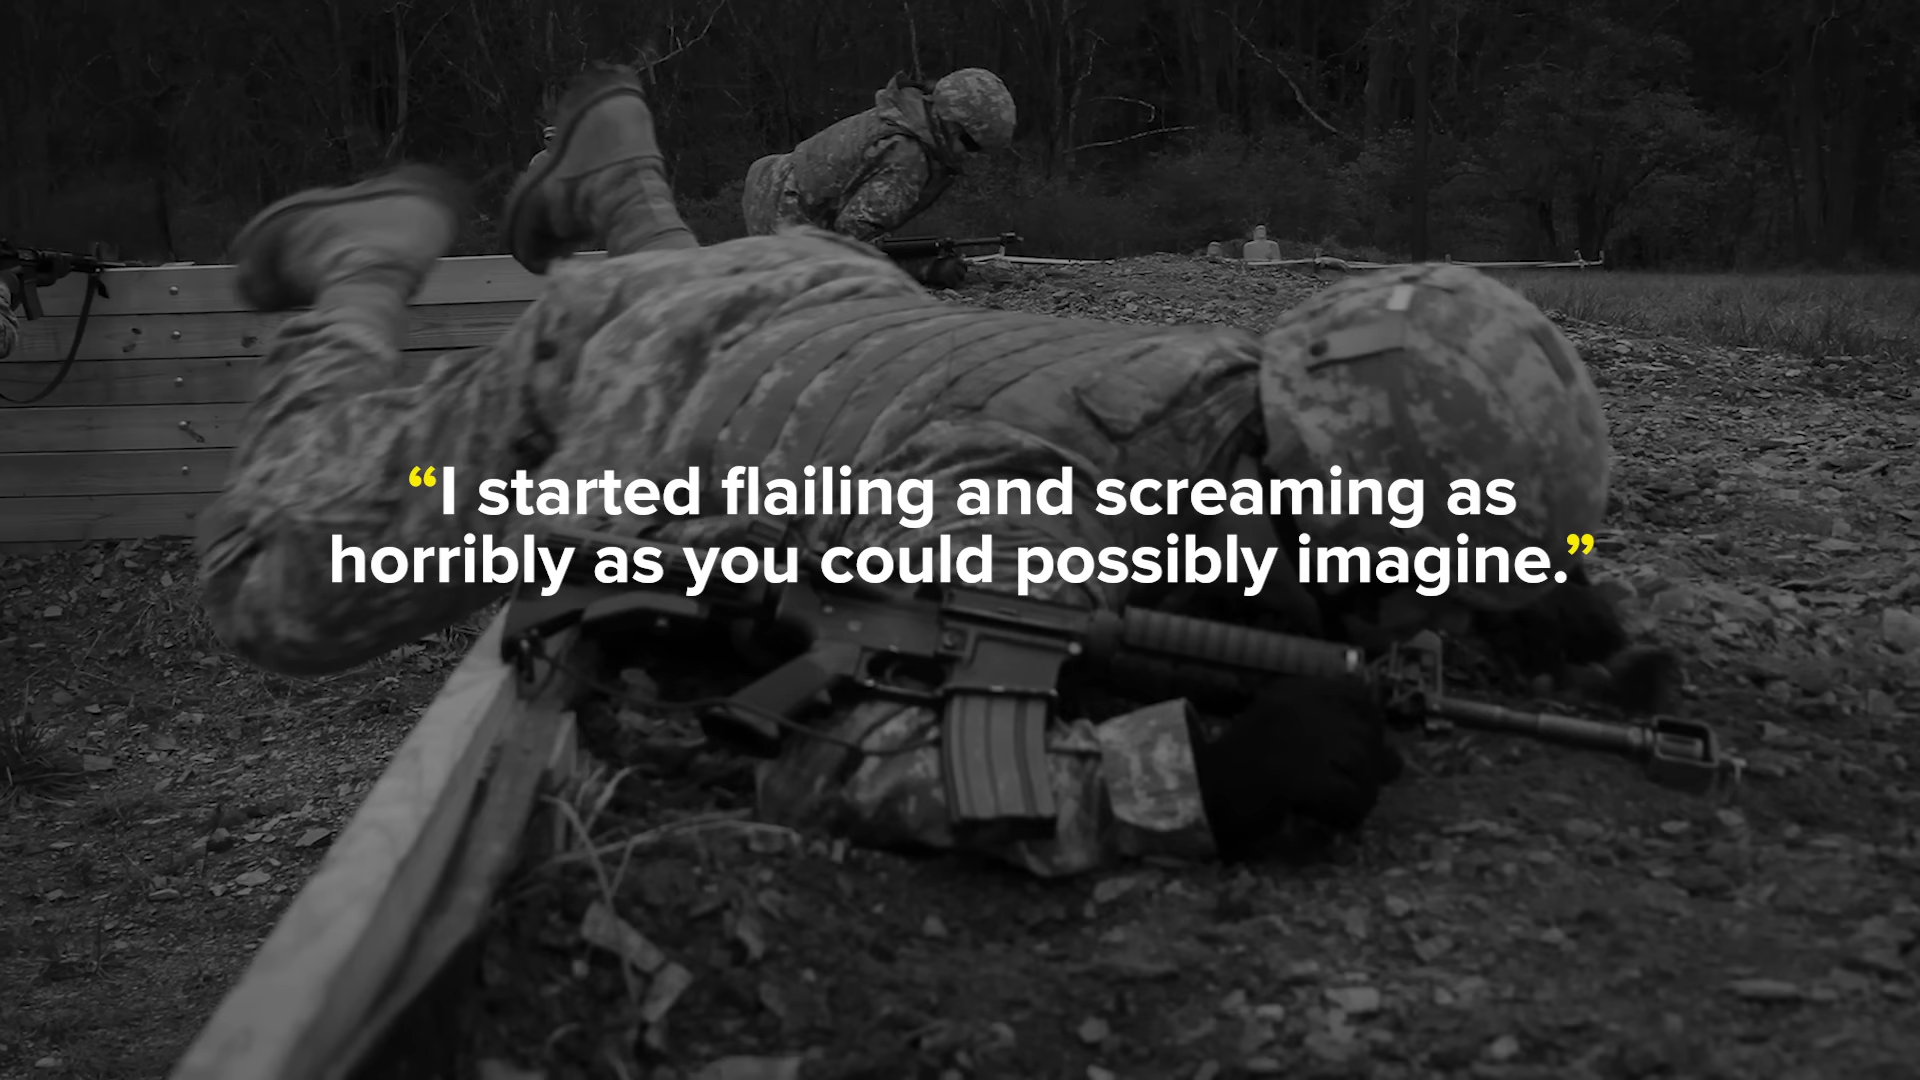 “I started flailing and screaming as
horribly as you could possibly imagine.”